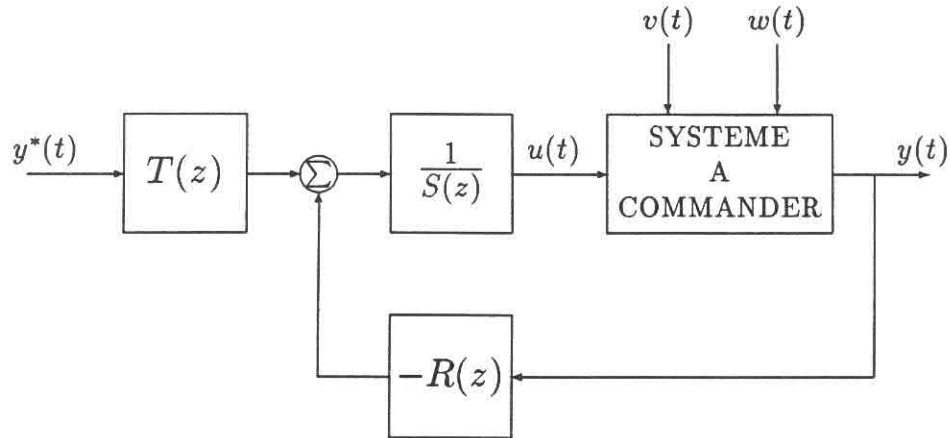 v(t) w(t)
y*(t)
T(z)
Σ
1
S(z)
u(t)
SYSTEME
A
COMMANDER
y(t)
−R(z)